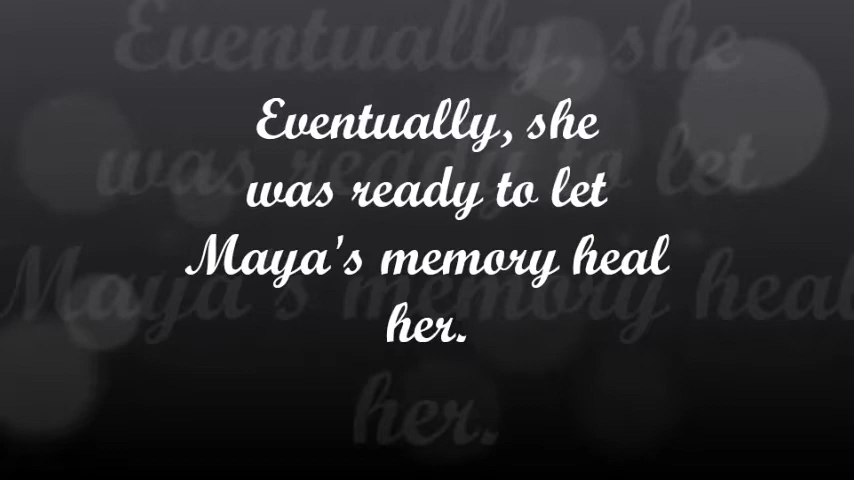 Eventually, she
was ready to let
Maya's memory heal
her.